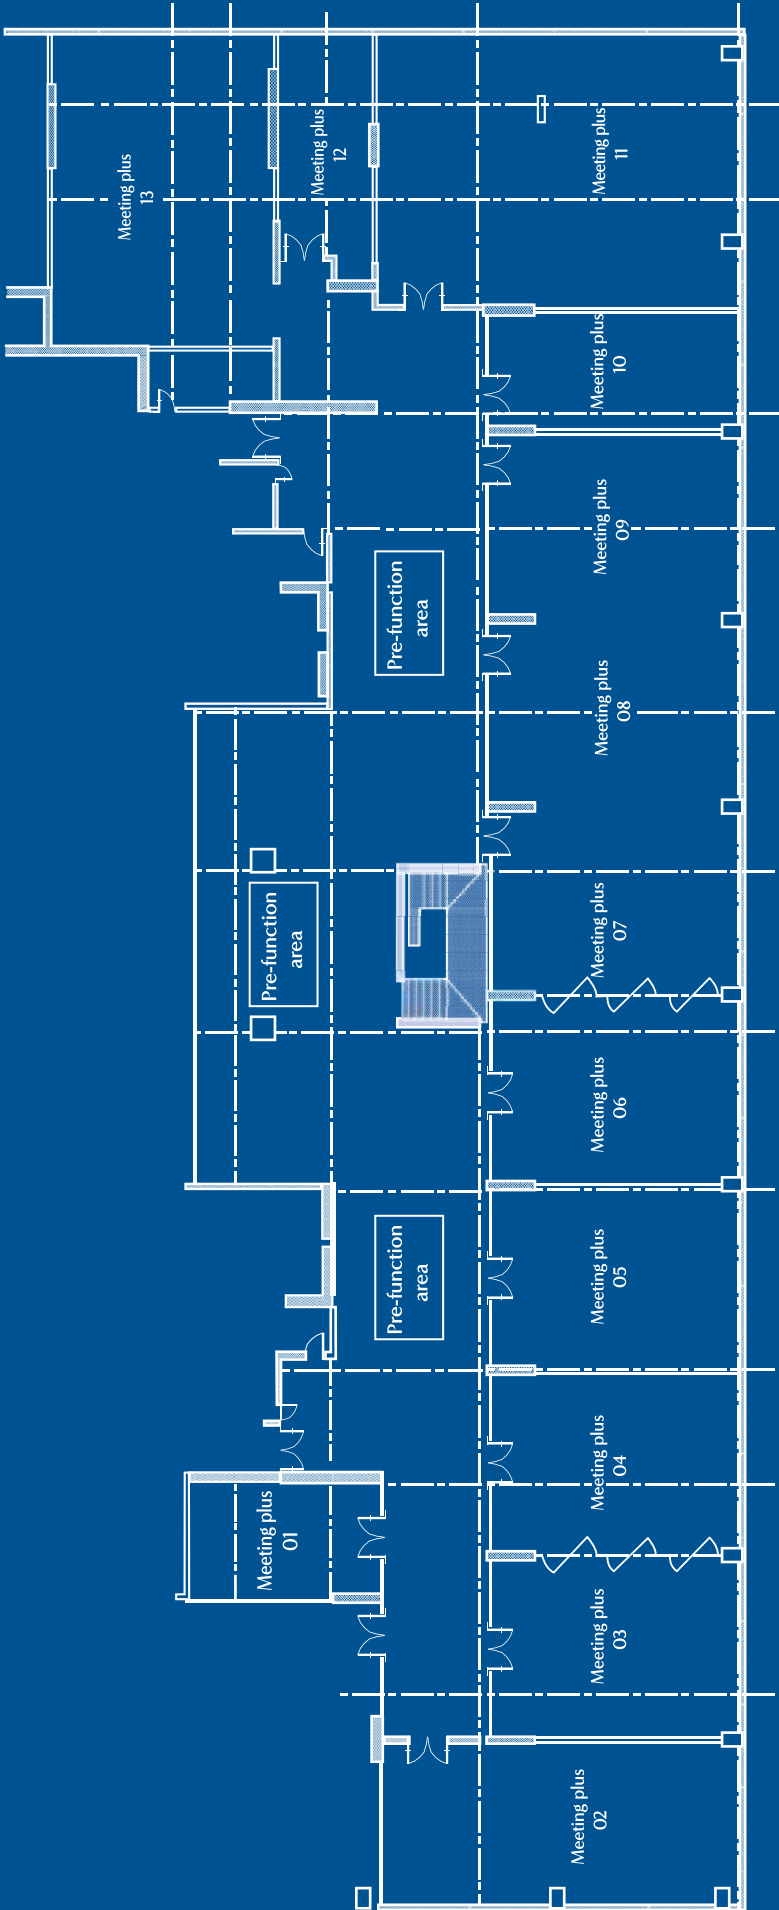 Meeting plus
13
Meeting plus
12
Meeting plus
11
Meeting plus
10
Meeting plus
09
Pre-function
area
Meeting plus
08
Pre-function
area
Meeting plus
07
Meeting plus
06
Pre-function
area
Meeting plus
05
Meeting plus
04
Meeting plus
01
Meeting plus
03
Meeting plus
02